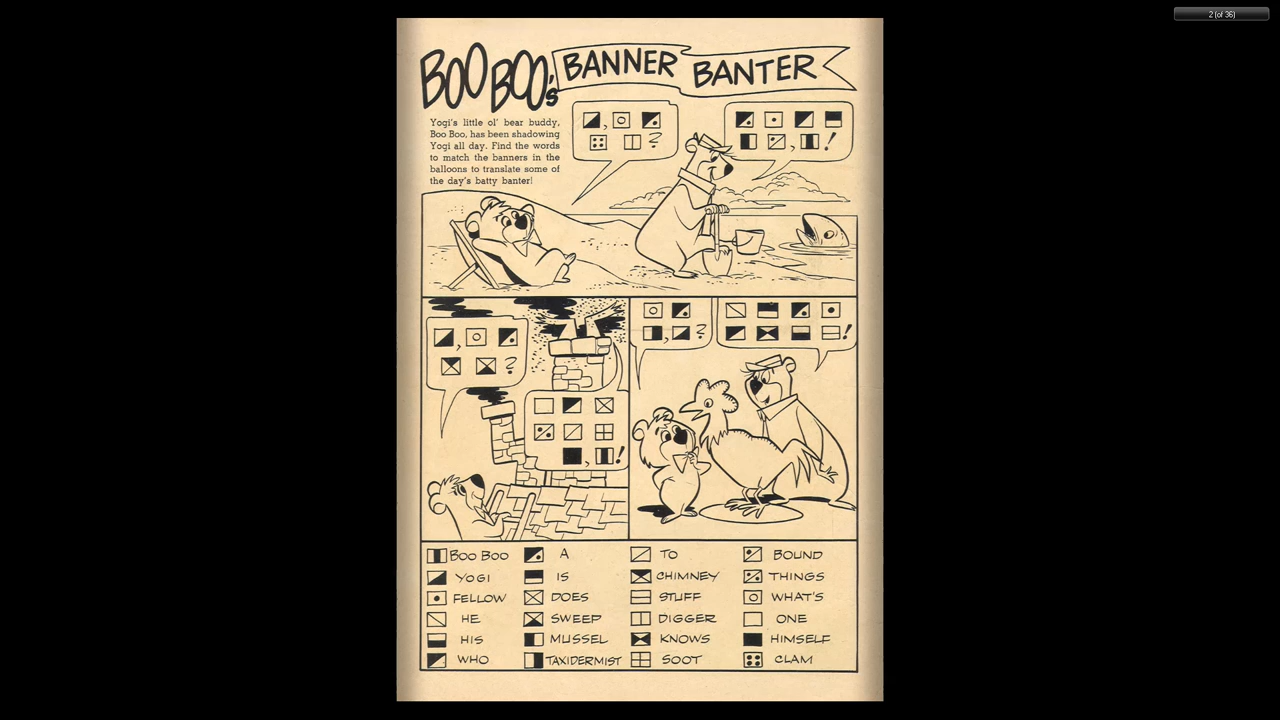 2 (of 36)
BOO BOO's BANNER BANTER
Yogi's little ol' bear buddy,
Boo Boo, has been shadowing
Yogi all day. Find the words
to match the banners in the
balloons to translate some of
the day's batty banter!
, ?
, !
, ?
, !
, ?
!
BOO BOO A TO BOUND
YOGI IS CHIMNEY THINGS
FELLOW DOES STUFF WHAT'S
HE SWEEP DIGGER ONE
HIS MUSSEL KNOWS HIMSELF
WHO TAXIDERMIST SOOT CLAM